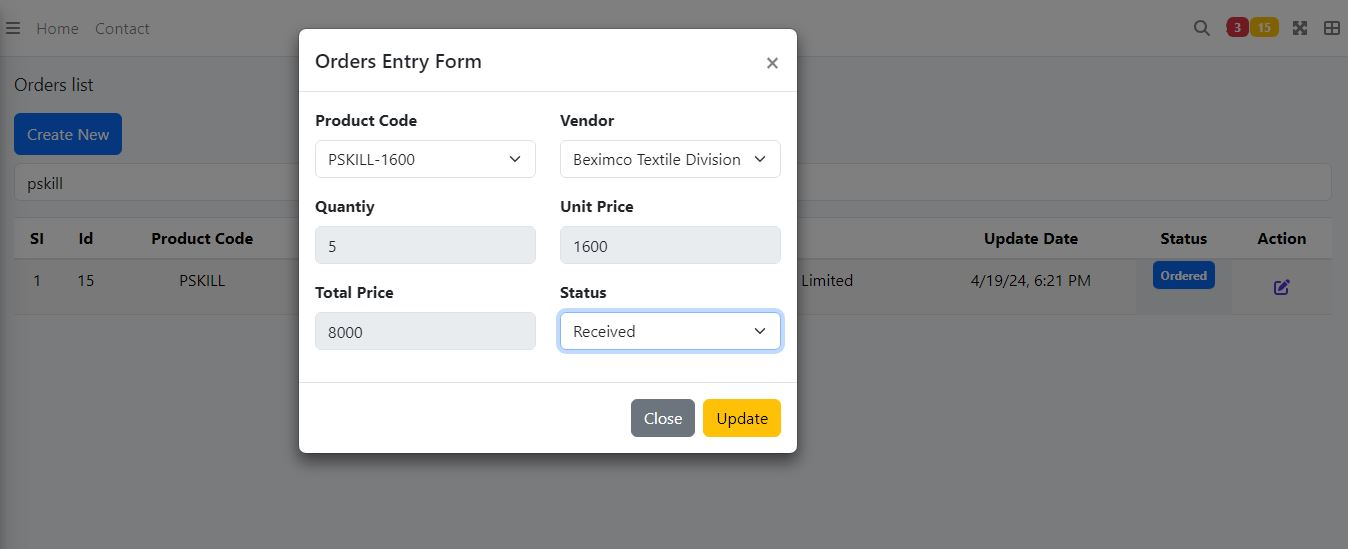 Home Contact
3 15
Orders list
Create New
pskill
Sl Id Product Code Update Date Status Action
1 15 PSKILL Limited 4/19/24, 6:21 PM Ordered
Orders Entry Form
×
Product Code Vendor
PSKILL-1600 Beximco Textile Division
Quantiy Unit Price
5 1600
Total Price Status
8000 Received
Close Update